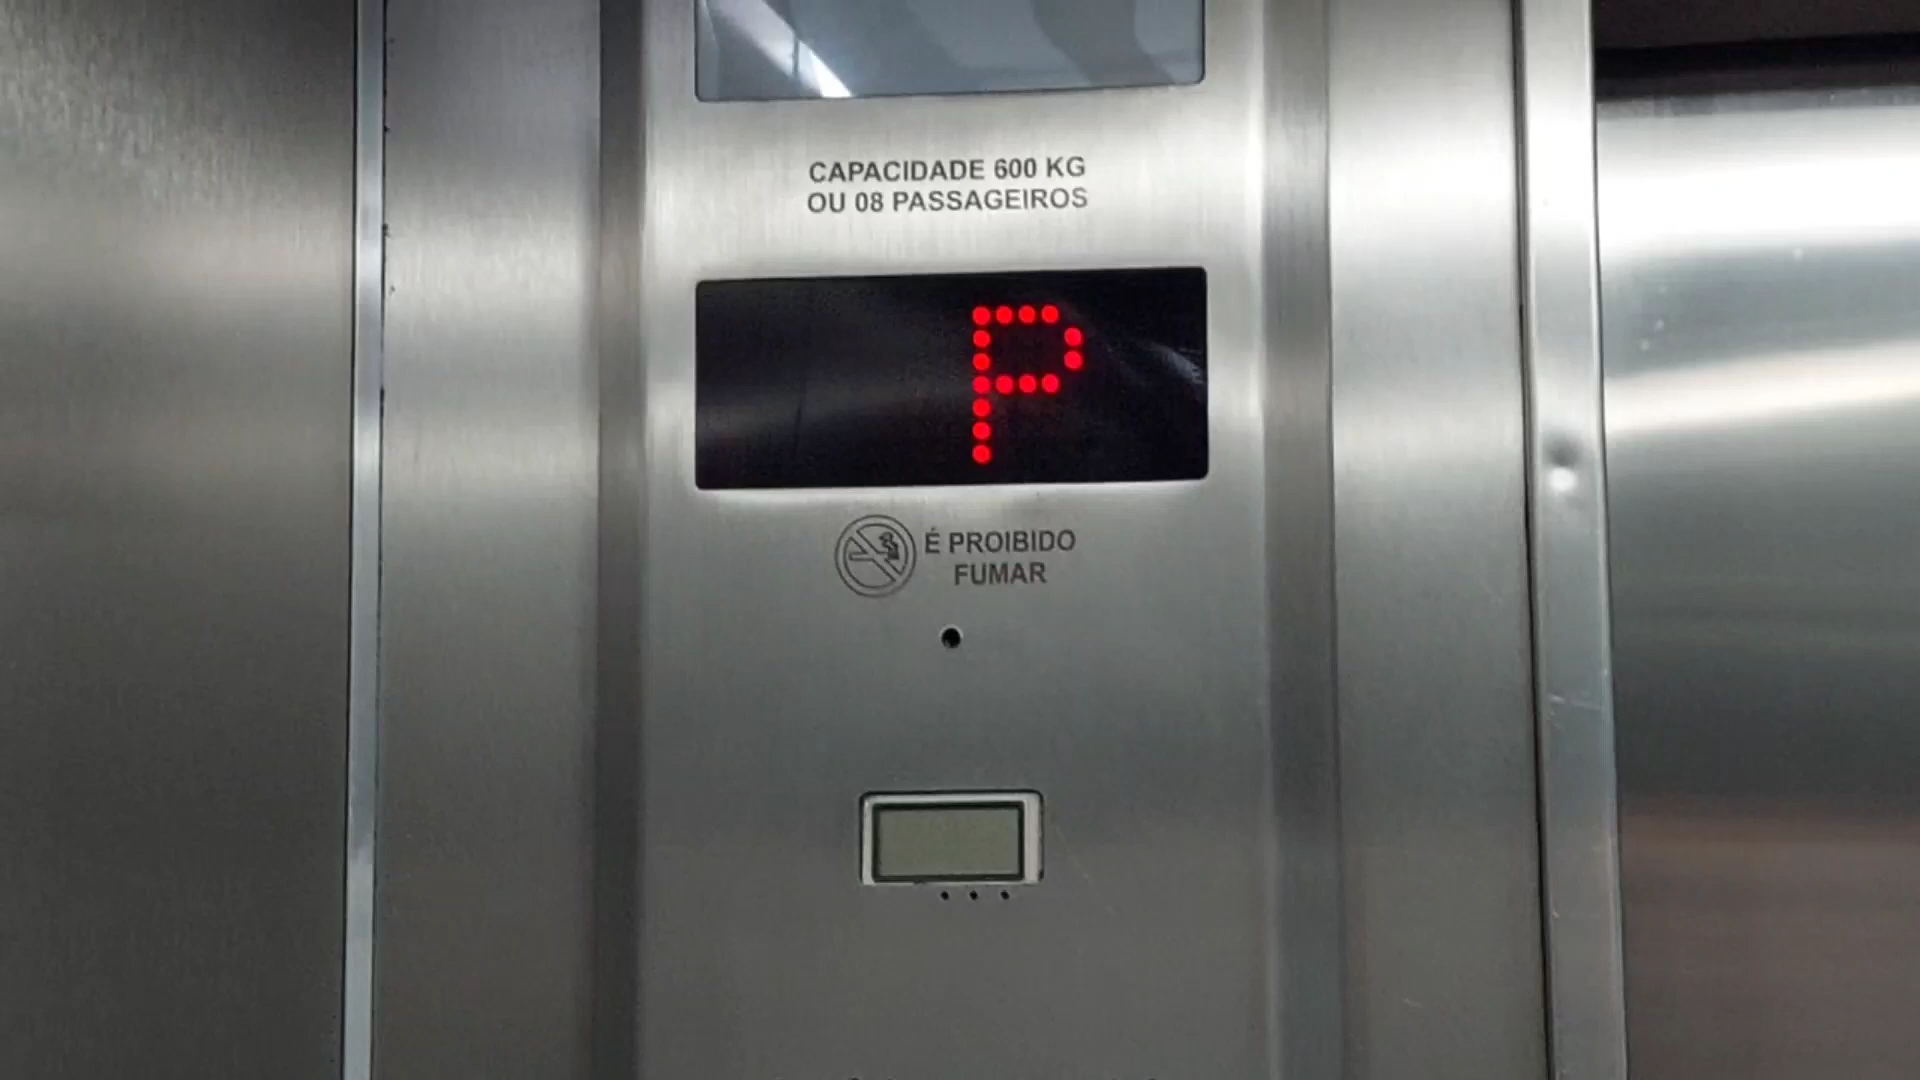 CAPACIDADE 600 KG
OU 08 PASSAGEIROS
P
É PROIBIDO
FUMAR